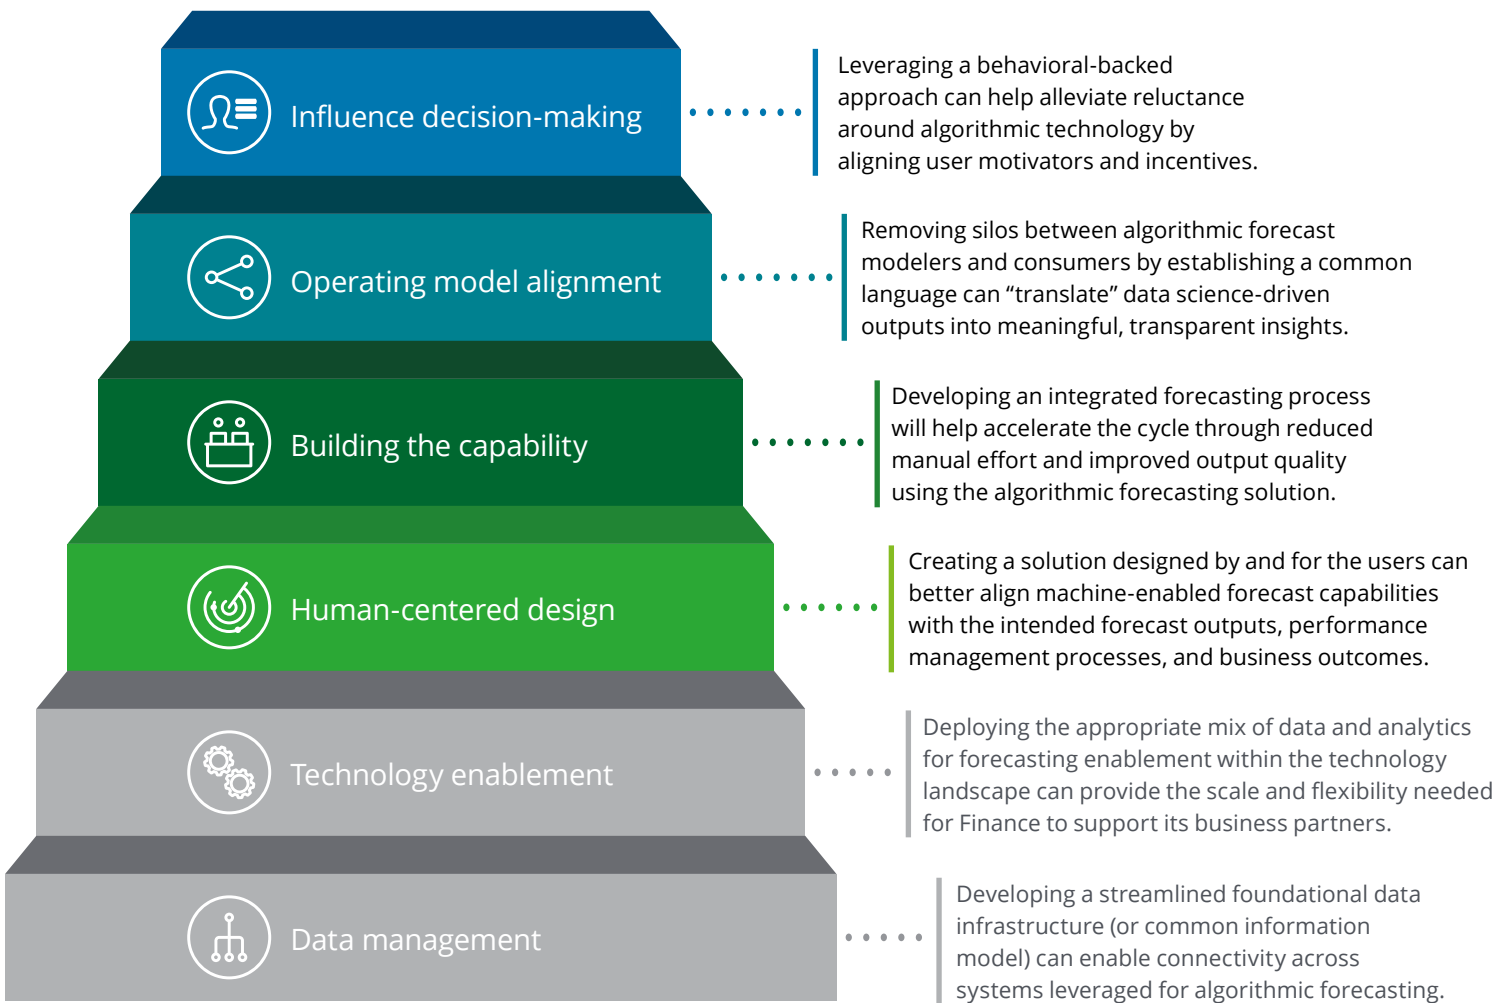 Influence decision-making
Leveraging a behavioral-backed
approach can help alleviate reluctance
around algorithmic technology by
aligning user motivators and incentives.
Operating model alignment
Removing silos between algorithmic forecast
modelers and consumers by establishing a common
language can “translate” data science-driven
outputs into meaningful, transparent insights.
Building the capability
Developing an integrated forecasting process
will help accelerate the cycle through reduced
manual effort and improved output quality
using the algorithmic forecasting solution.
Human-centered design
Creating a solution designed by and for the users can
better align machine-enabled forecast capabilities
with the intended forecast outputs, performance
management processes, and business outcomes.
Technology enablement
Deploying the appropriate mix of data and analytics
for forecasting enablement within the technology
landscape can provide the scale and flexibility needed
for Finance to support its business partners.
Data management
Developing a streamlined foundational data
infrastructure (or common information
model) can enable connectivity across
systems leveraged for algorithmic forecasting.